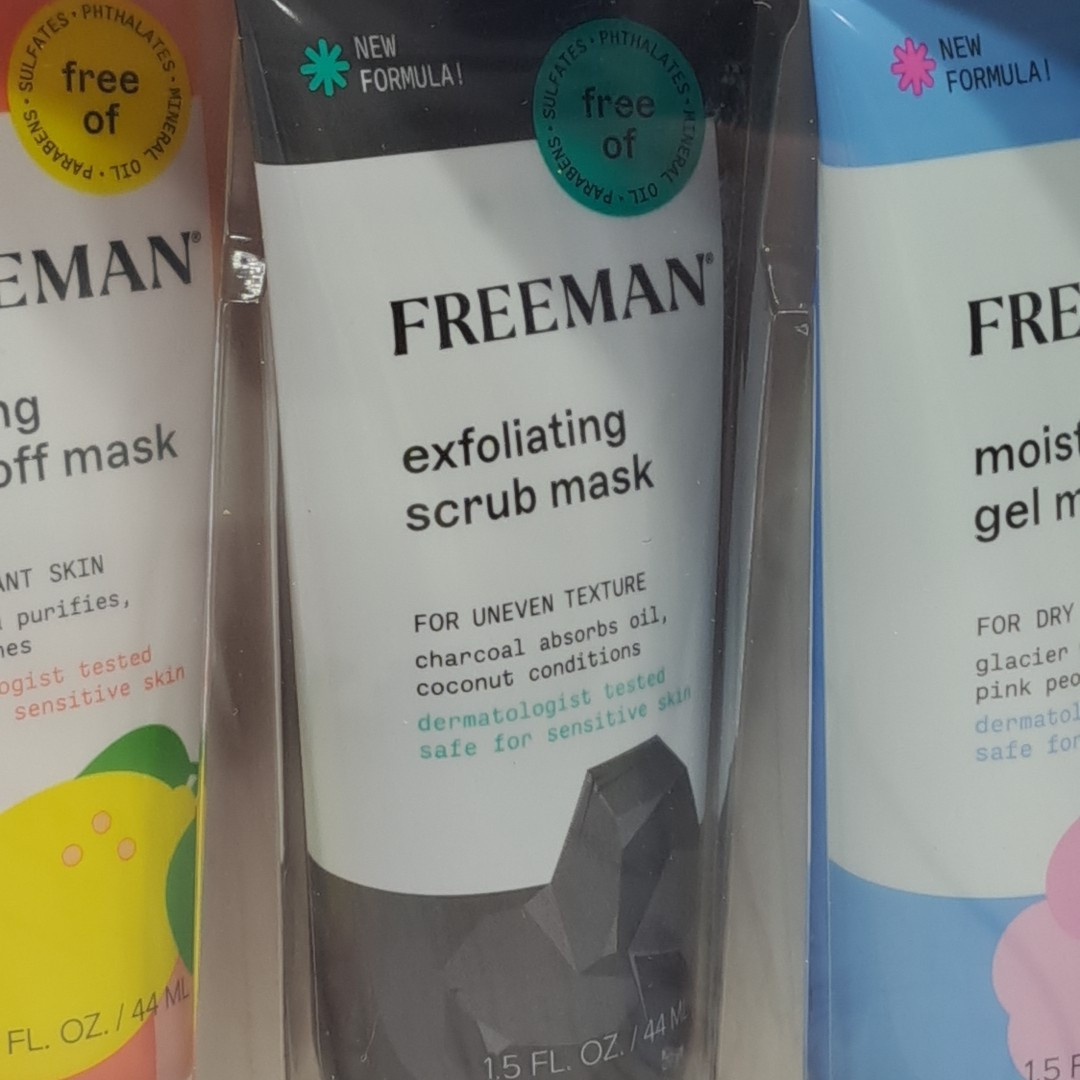 SULFATES • PHTHALATES • MINERAL OIL • PARABENS •
free
of
EMAN®
ng
off mask
ANT SKIN
purifies,
nes
ogist tested
sensitive skin
FL. OZ. / 44 ML
NEW
FORMULA!
SULFATES • PHTHALATES • MINERAL OIL • PARABENS •
free
of
FREEMAN®
exfoliating
scrub mask
FOR UNEVEN TEXTURE
charcoal absorbs oil,
coconut conditions
dermatologist tested
safe for sensitive skin
1.5 FL. OZ. / 44 ML
NEW
FORMULA!
FRE
moist
gel m
FOR DRY
glacier
pink peo
dermatol
safe for
1.5 F